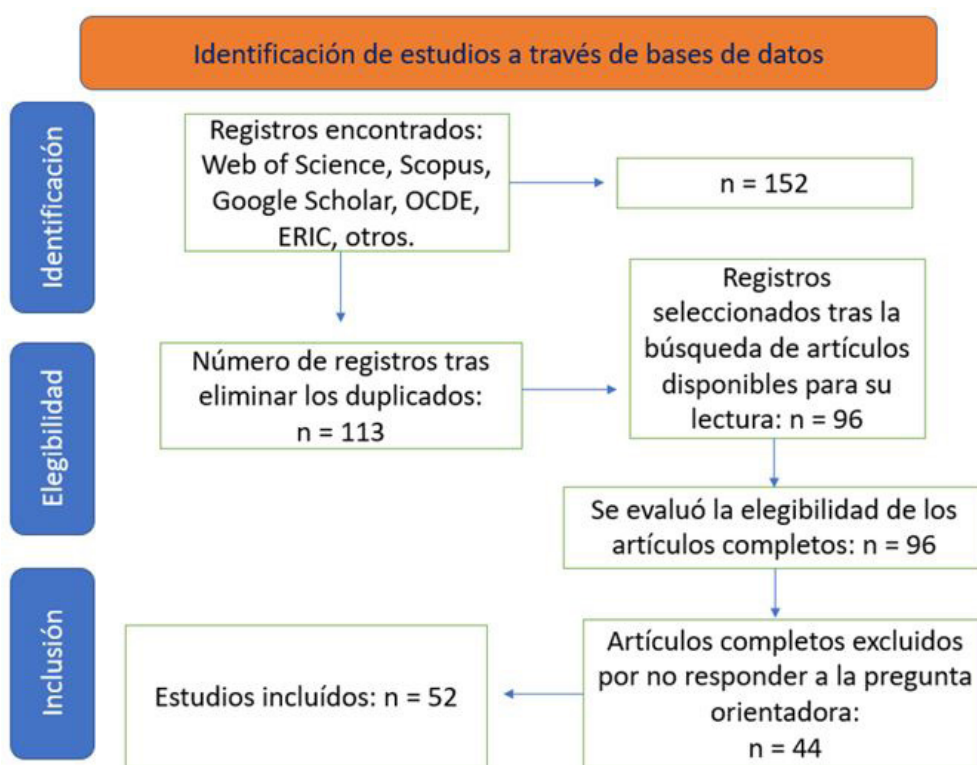 Identificación de estudios a través de bases de datos
Identificación
Registros encontrados:
Web of Science, Scopus,
Google Scholar, OCDE,
ERIC, otros.
n = 152
Elegibilidad
Número de registros tras
eliminar los duplicados:
n = 113
Registros
seleccionados tras la
búsqueda de artículos
disponibles para su
lectura: n = 96
Se evaluó la elegibilidad de los
artículos completos: n = 96
Inclusión
Artículos completos excluidos
por no responder a la pregunta
orientadora:
n = 44
Estudios incluídos: n = 52